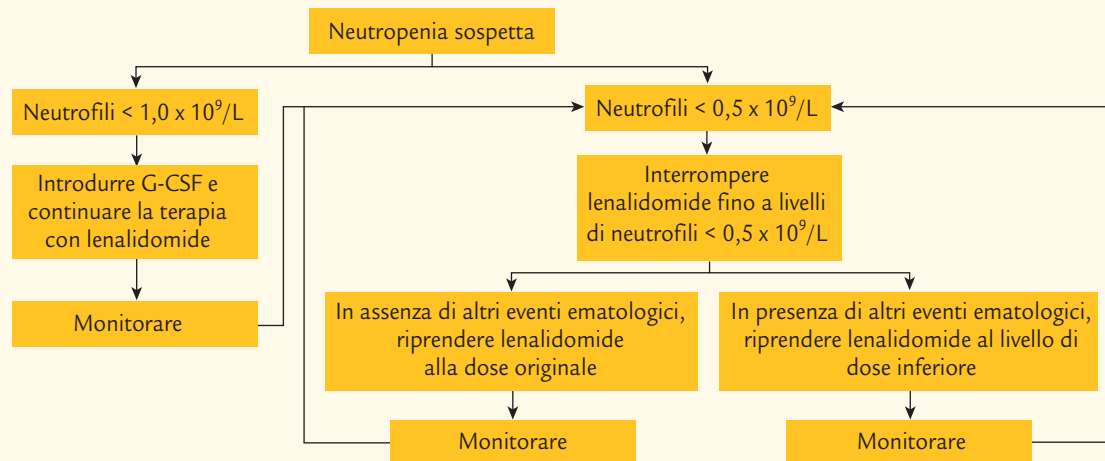 Neutropenia sospetta
Neutrofili < 1,0 x 10⁹/L
Neutrofili < 0,5 x 10⁹/L
Introdurre G-CSF e
continuare la terapia
con lenalidomide
Interrompere
lenalidomide fino a livelli
di neutrofili < 0,5 x 10⁹/L
Monitorare
In assenza di altri eventi ematologici,
riprendere lenalidomide
alla dose originale
In presenza di altri eventi ematologici,
riprendere lenalidomide al livello di
dose inferiore
Monitorare
Monitorare